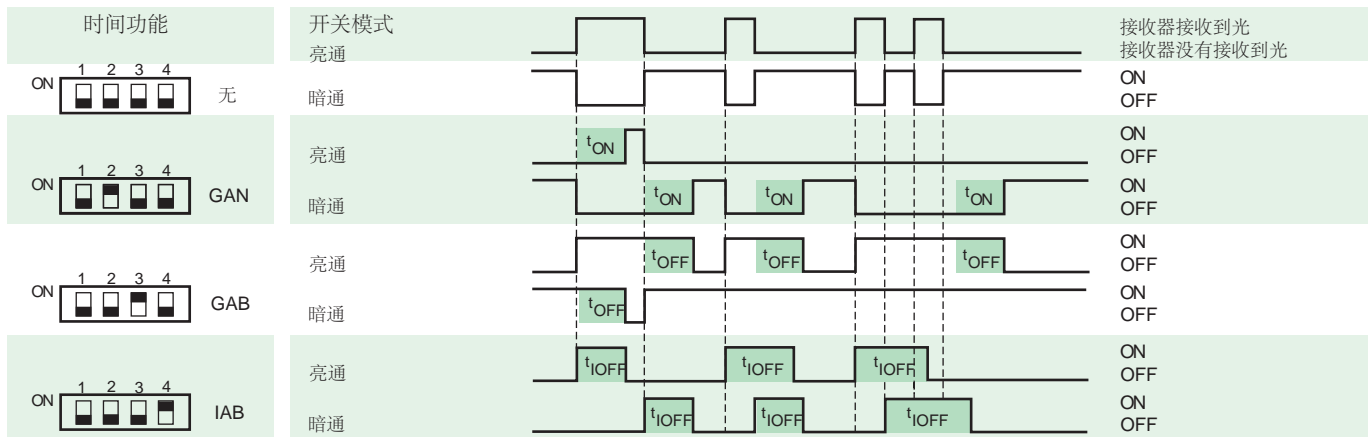 时间功能 开关模式 接收器接收到光
亮通 接收器没有接收到光
ON 1 2 3 4 无 暗通 ON
OFF
亮通 tON ON
OFF
ON 1 2 3 4 GAN 暗通 tON tON tON ON
OFF
亮通 tOFF tOFF tOFF ON
OFF
ON 1 2 3 4 GAB 暗通 tOFF ON
OFF
亮通 tIOFF tIOFF tIOFF ON
OFF
ON 1 2 3 4 IAB 暗通 tIOFF tIOFF tIOFF ON
OFF